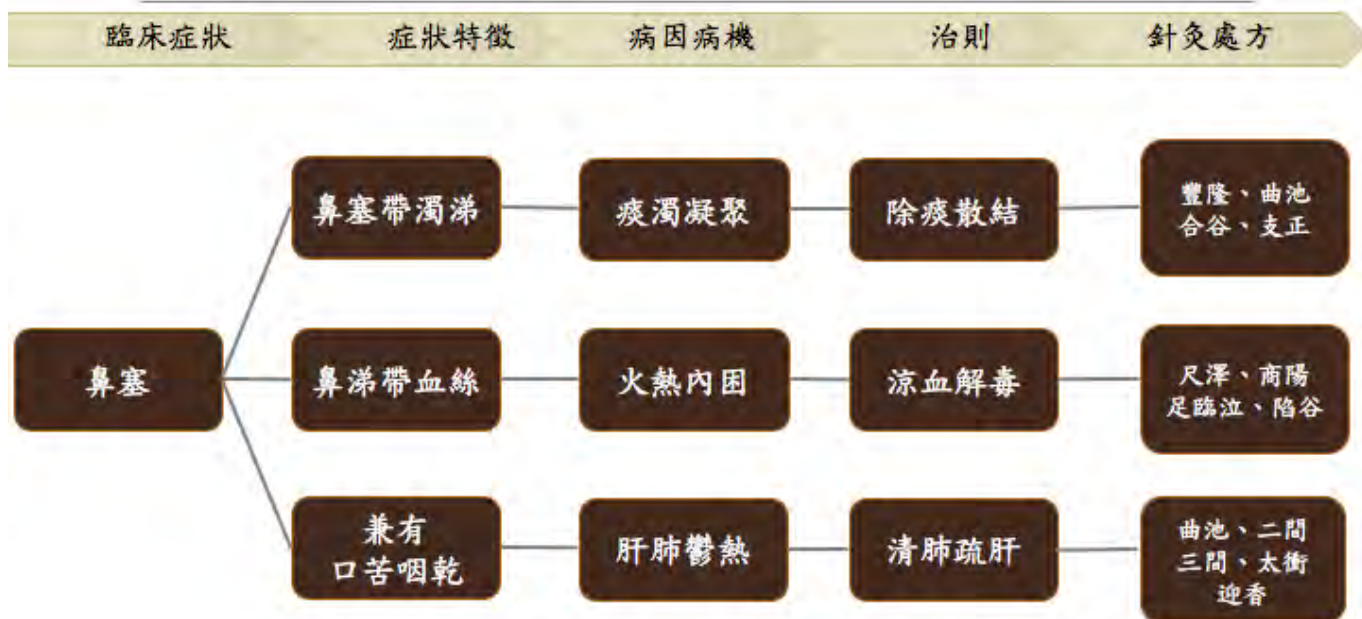 臨床症狀 症狀特徵 病因病機 治則 針灸處方
鼻塞
鼻塞帶濁涕
痰濁凝聚
除痰散結
豐隆、曲池
合谷、支正
鼻涕帶血絲
火熱內困
涼血解毒
尺澤、商陽
足臨泣、陷谷
兼有
口苦咽乾
肝肺鬱熱
清肺疏肝
曲池、二間
三間、太衝
迎香